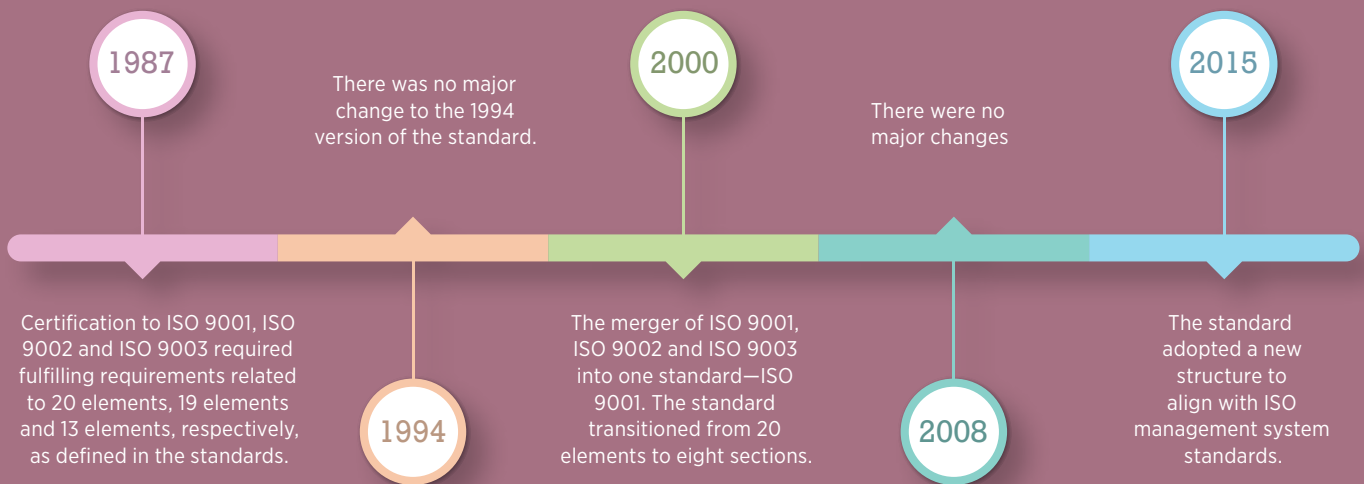 1987
Certification to ISO 9001, ISO
9002 and ISO 9003 required
fulfilling requirements related
to 20 elements, 19 elements
and 13 elements, respectively,
as defined in the standards.
There was no major
change to the 1994
version of the standard.
1994
2000
The merger of ISO 9001,
ISO 9002 and ISO 9003
into one standard—ISO
9001. The standard
transitioned from 20
elements to eight sections.
There were no
major changes
2008
2015
The standard
adopted a new
structure to
align with ISO
management system
standards.